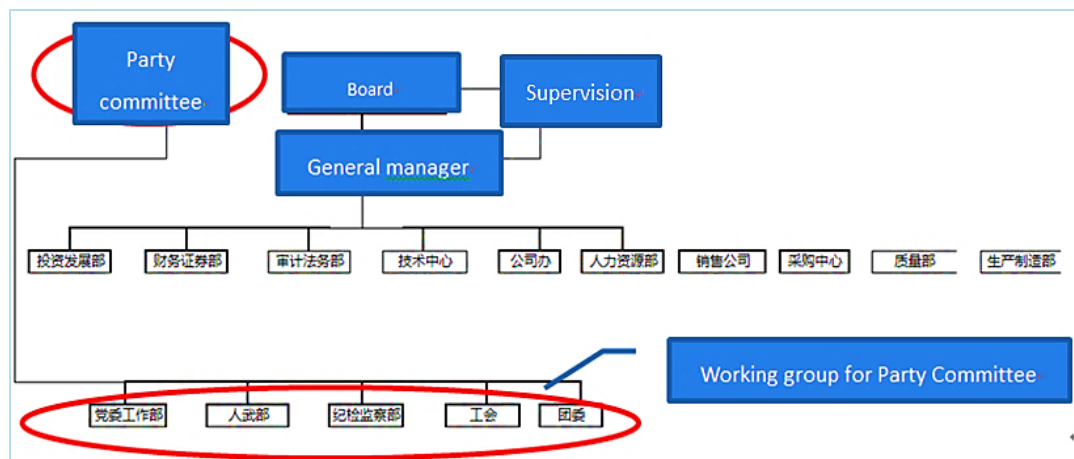 Party
committee
Board
Supervision
General manager
投资发展部 财务证券部 审计法务部 技术中心 公司办 人力资源部 销售公司 采购中心 质量部 生产制造部
Working group for Party Committee
党委工作部 人武部 纪检监察部 工会 团委